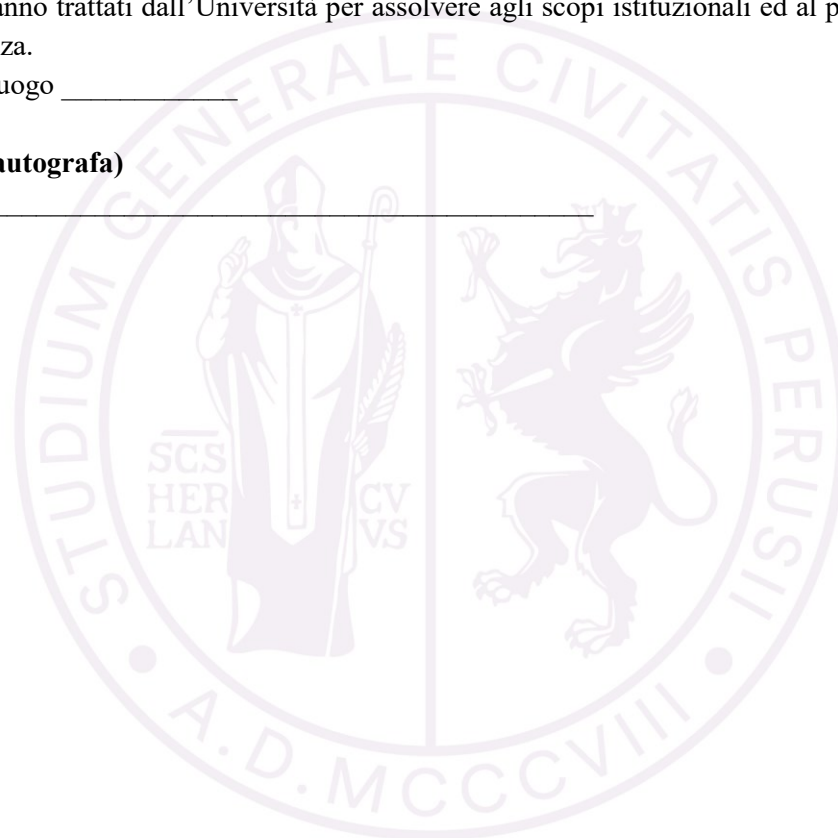 anno trattati dall'Università per assolvere agli scopi istituzionali ed al p
za.
uogo ____________
autografa)
STUDIUM GENERALE CIVITATIS PERUSII
SCS
HER
LAN
CV
VS
• A.D. MCCCVIII •